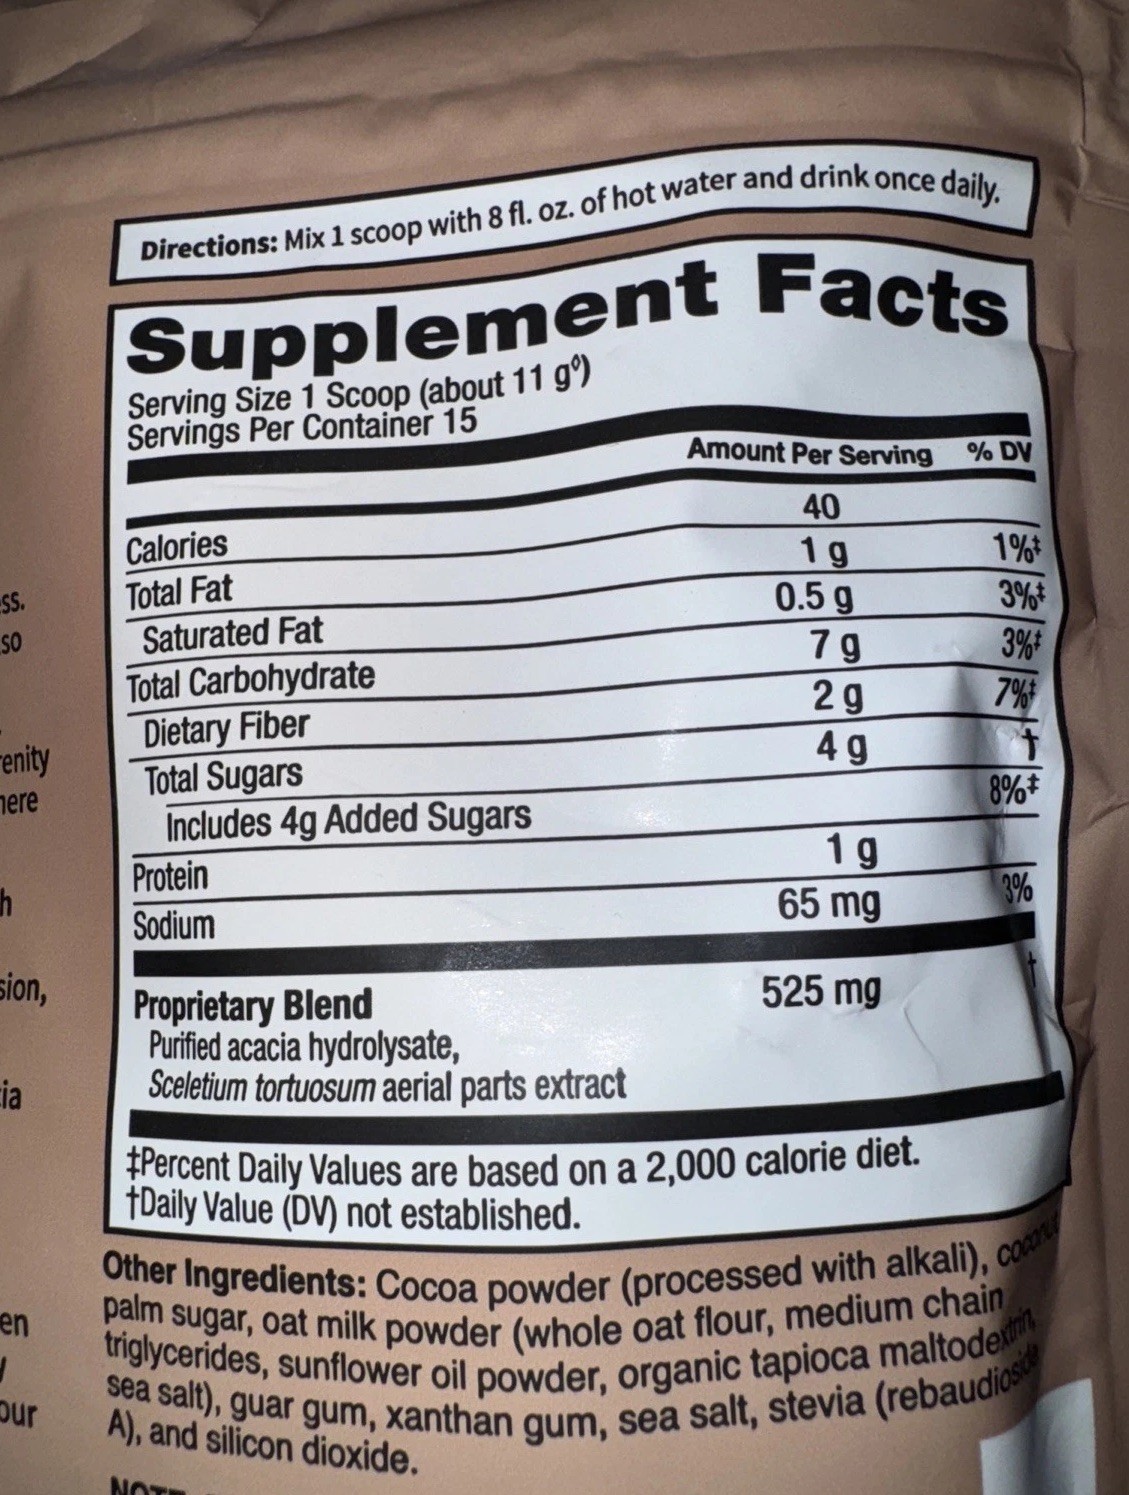 Directions: Mix 1 scoop with 8 fl. oz. of hot water and drink once daily.
Supplement Facts
Serving Size 1 Scoop (about 11 g◊)
Servings Per Container 15
Amount Per Serving % DV
Calories 40
Total Fat 1 g 1%‡
Saturated Fat 0.5 g 3%‡
Total Carbohydrate 7 g 3%‡
Dietary Fiber 2 g 7%‡
Total Sugars 4 g †
Includes 4g Added Sugars 8%‡
Protein 1 g
Sodium 65 mg 3%
Proprietary Blend 525 mg †
Purified acacia hydrolysate,
Sceletium tortuosum aerial parts extract
‡Percent Daily Values are based on a 2,000 calorie diet.
†Daily Value (DV) not established.
Other Ingredients: Cocoa powder (processed with alkali), coconut
palm sugar, oat milk powder (whole oat flour, medium chain
triglycerides, sunflower oil powder, organic tapioca maltodextrin,
sea salt), guar gum, xanthan gum, sea salt, stevia (rebaudioside
A), and silicon dioxide.
so
here
our